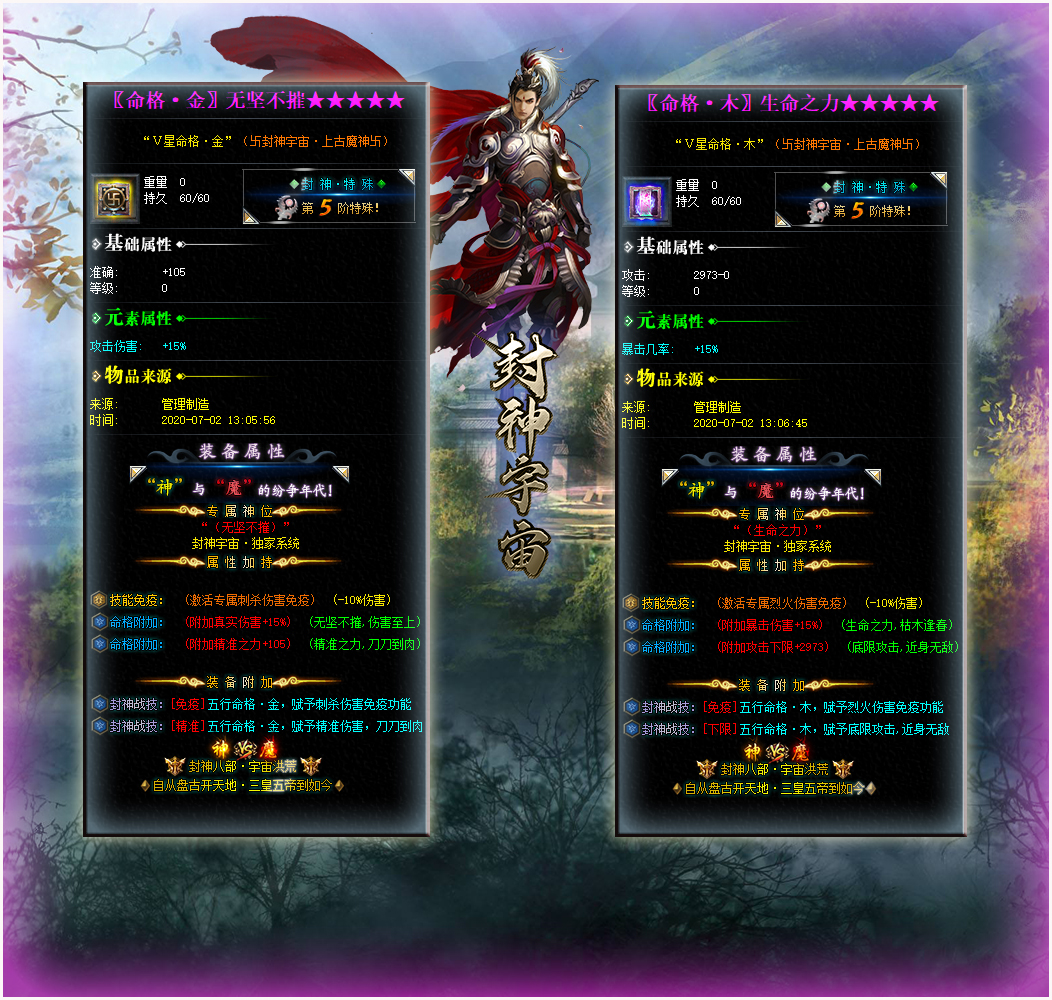 〖命格·金〗无坚不摧★★★★★
“V星命格·金”（卐封神宇宙·上古魔神卐）
重量 0
持久 60/60
封 神·特 殊
第 5 阶特殊!
基础属性
准确: +105
等级: 0
元素属性
攻击伤害: +15%
物品来源
来源: 管理制造
时间: 2020-07-02 13:05:56
装备属性
“神” 与 “魔” 的纷争年代!
专属神位
“（无坚不摧）”
封神宇宙·独家系统
属性加持
技能免疫: （激活专属刺杀伤害免疫） （-10%伤害）
命格附加: （附加真实伤害+15%） （无坚不摧,伤害至上）
命格附加: （附加精准之力+105） （精准之力,刀刀到肉）
装备附加
封神战技: [免疫]五行命格·金, 赋予刺杀伤害免疫功能
封神战技: [精准]五行命格·金, 赋予精准伤害, 刀刀到肉
神VS魔
封神八部·宇宙洪荒
自从盘古开天地·三皇五帝到如今
封神宇宙
〖命格·木〗生命之力★★★★★
“V星命格·木”（卐封神宇宙·上古魔神卐）
重量 0
持久 60/60
封 神·特 殊
第 5 阶特殊!
基础属性
攻击: 2973-0
等级: 0
元素属性
暴击几率: +15%
物品来源
来源: 管理制造
时间: 2020-07-02 13:06:45
装备属性
“神” 与 “魔” 的纷争年代!
专属神位
“（生命之力）”
封神宇宙·独家系统
属性加持
技能免疫: （激活专属烈火伤害免疫） （-10%伤害）
命格附加: （附加暴击伤害+15%） （生命之力,枯木逢春）
命格附加: （附加攻击下限+2973） （底限攻击,近身无敌）
装备附加
封神战技: [免疫]五行命格·木, 赋予烈火伤害免疫功能
封神战技: [下限]五行命格·木, 赋予底限攻击,近身无敌
神VS魔
封神八部·宇宙洪荒
自从盘古开天地·三皇五帝到如今